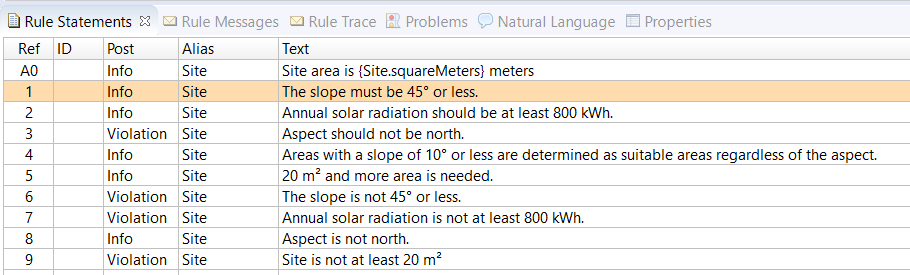 Rule Statements Rule Messages Rule Trace Problems Natural Language Properties
Ref ID Post Alias Text
A0 Info Site Site area is {Site.squareMeters} meters
1 Info Site The slope must be 45° or less.
2 Info Site Annual solar radiation should be at least 800 kWh.
3 Violation Site Aspect should not be north.
4 Info Site Areas with a slope of 10° or less are determined as suitable areas regardless of the aspect.
5 Info Site 20 m² and more area is needed.
6 Violation Site The slope is not 45° or less.
7 Violation Site Annual solar radiation is not at least 800 kWh.
8 Info Site Aspect is not north.
9 Violation Site Site is not at least 20 m²